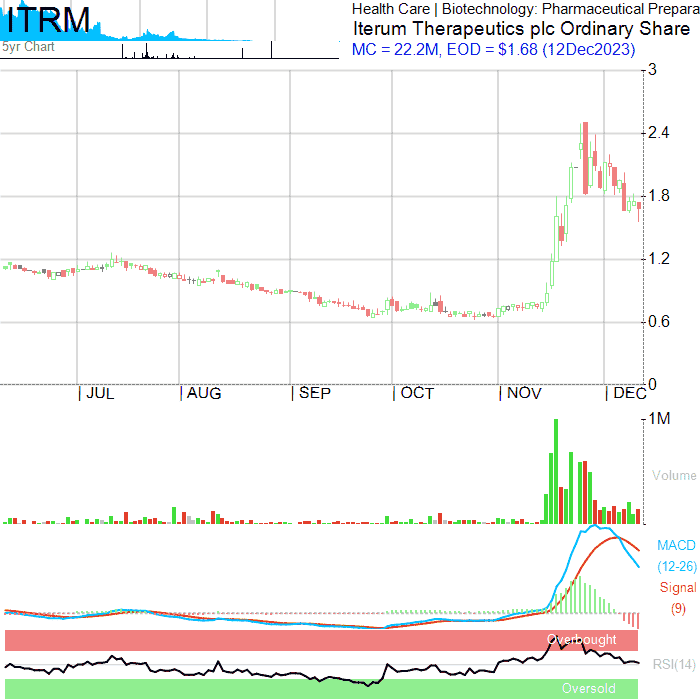 ITRM
Health Care | Biotechnology: Pharmaceutical Prepara
5yr Chart
Iterum Therapeutics plc Ordinary Share
MC = 22.2M, EOD = $1.68 (12Dec2023)
3
2.4
1.8
1.2
0.6
0
| JUL | AUG | SEP | OCT | NOV | DEC
1M
Volume
MACD
(12-26)
Signal
(9)
Overbought
RSI(14)
Oversold